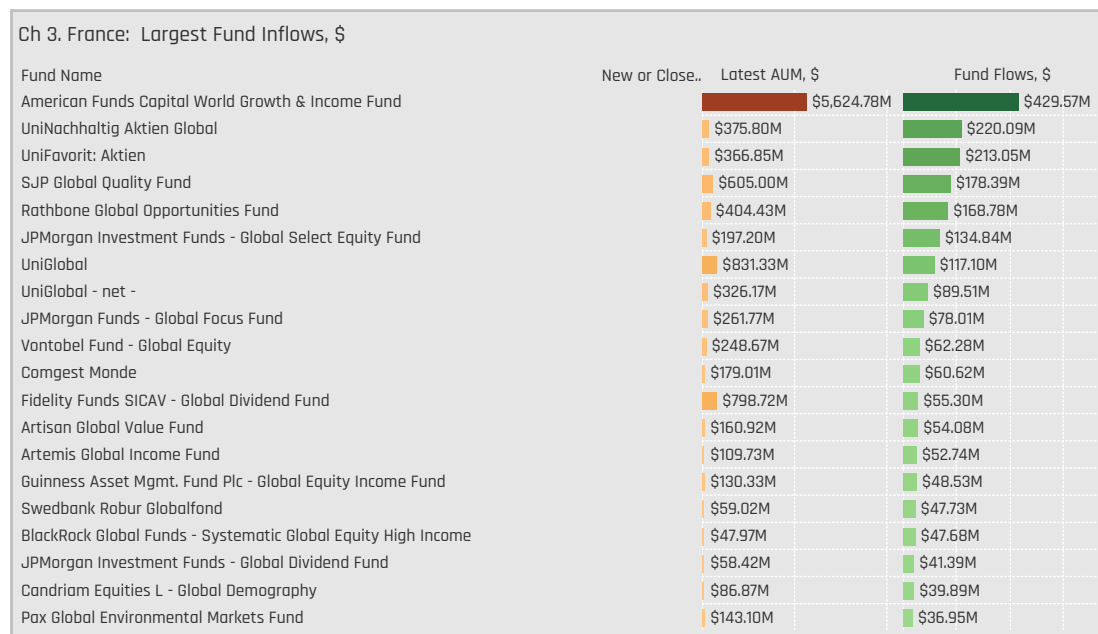 Ch 3. France: Largest Fund Inflows, $
Fund Name New or Close.. Latest AUM, $ Fund Flows, $
American Funds Capital World Growth & Income Fund $5,624.78M $429.57M
UniNachhaltig Aktien Global $375.80M $220.09M
UniFavorit: Aktien $366.85M $213.05M
SJP Global Quality Fund $605.00M $178.39M
Rathbone Global Opportunities Fund $404.43M $168.78M
JPMorgan Investment Funds - Global Select Equity Fund $197.20M $134.84M
UniGlobal $831.33M $117.10M
UniGlobal - net - $326.17M $89.51M
JPMorgan Funds - Global Focus Fund $261.77M $78.01M
Vontobel Fund - Global Equity $248.67M $62.28M
Comgest Monde $179.01M $60.62M
Fidelity Funds SICAV - Global Dividend Fund $798.72M $55.30M
Artisan Global Value Fund $160.92M $54.08M
Artemis Global Income Fund $109.73M $52.74M
Guinness Asset Mgmt. Fund Plc - Global Equity Income Fund $130.33M $48.53M
Swedbank Robur Globalfond $59.02M $47.73M
BlackRock Global Funds - Systematic Global Equity High Income $47.97M $47.68M
JPMorgan Investment Funds - Global Dividend Fund $58.42M $41.39M
Candriam Equities L - Global Demography $86.87M $39.89M
Pax Global Environmental Markets Fund $143.10M $36.95M